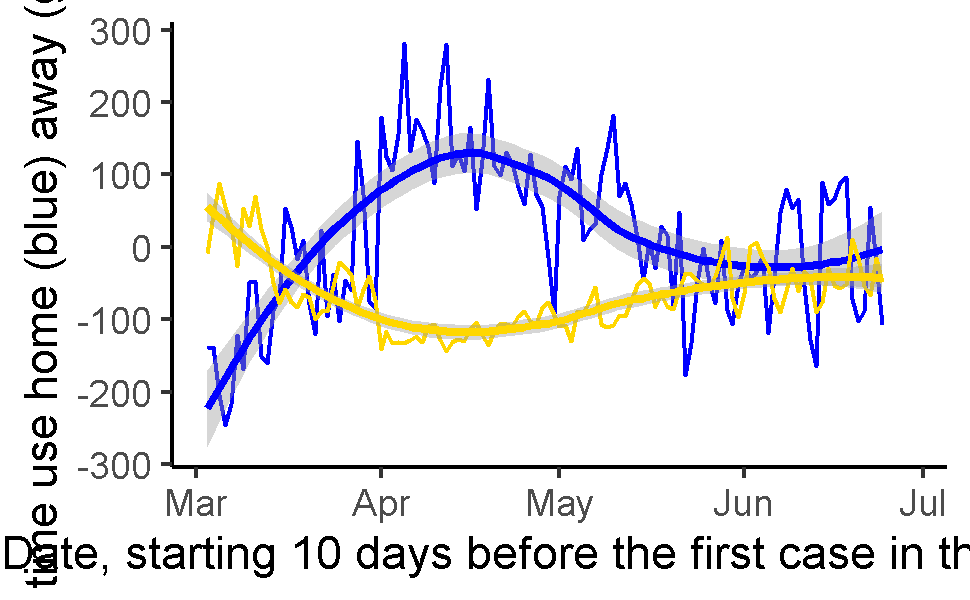 time use home (blue) away (
300
200
100
0
-100
-200
-300
Mar Apr May Jun Jul
Date, starting 10 days before the first case in th